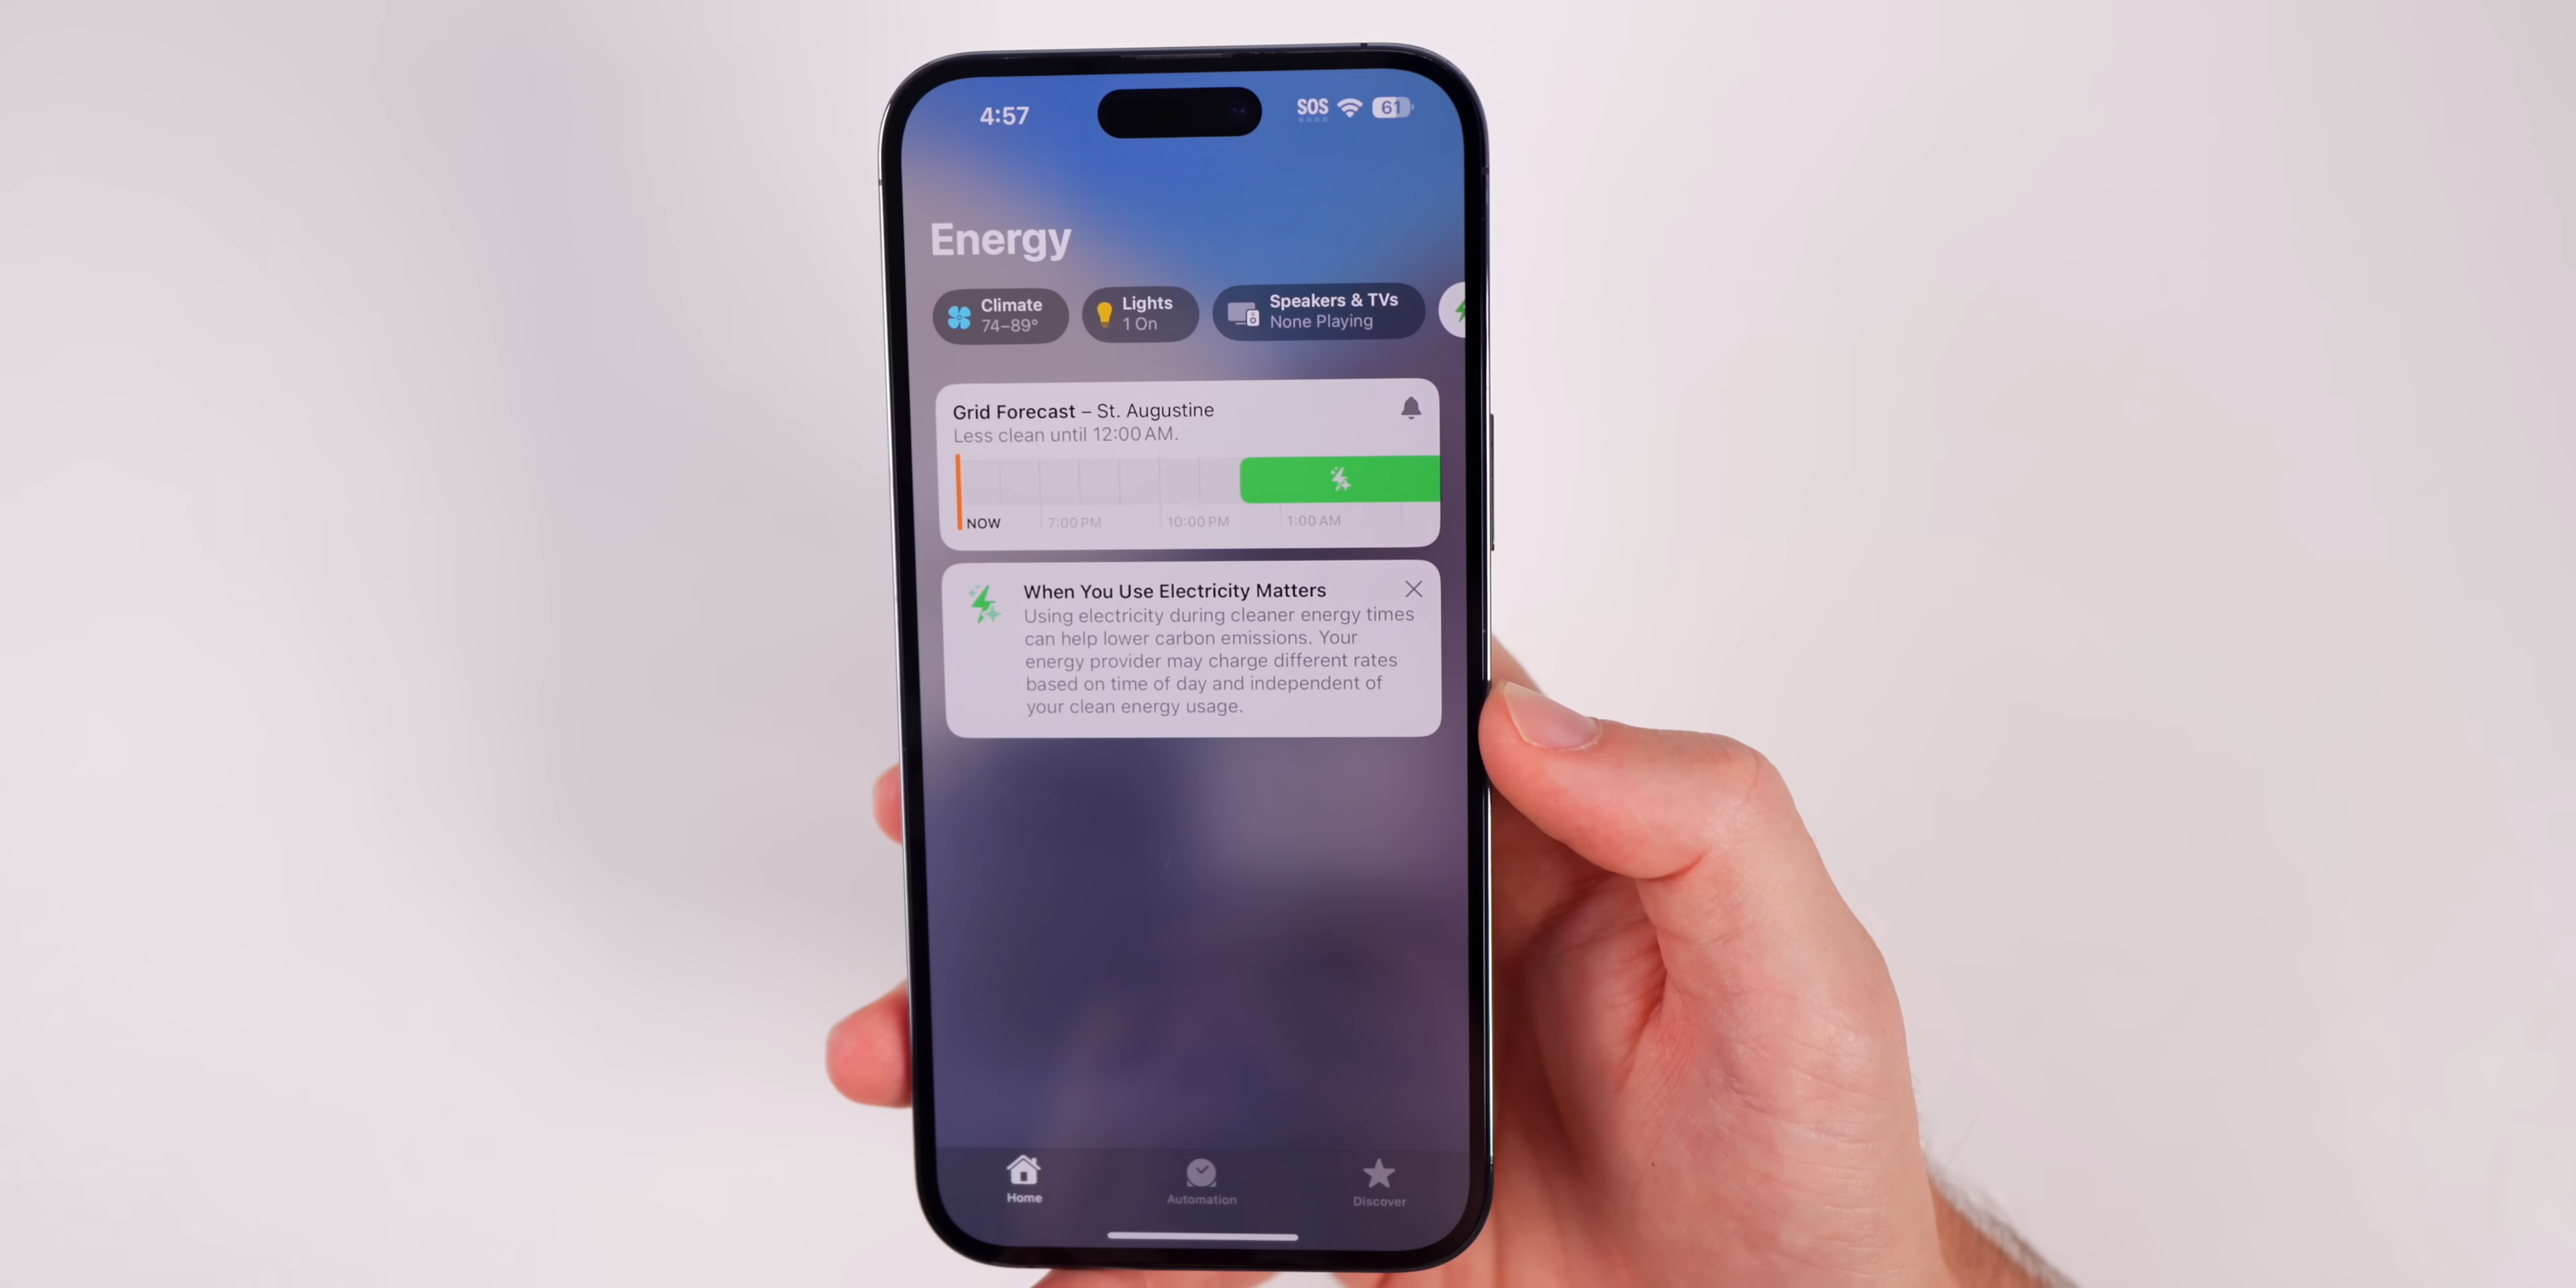 4:57
SOS
61
Energy
Climate
74–89°
Lights
1 On
Speakers & TVs
None Playing
Grid Forecast – St. Augustine
Less clean until 12:00 AM.
NOW
7:00 PM
10:00 PM
1:00 AM
When You Use Electricity Matters
Using electricity during cleaner energy times
can help lower carbon emissions. Your
energy provider may charge different rates
based on time of day and independent of
your clean energy usage.
Home
Automation
Discover